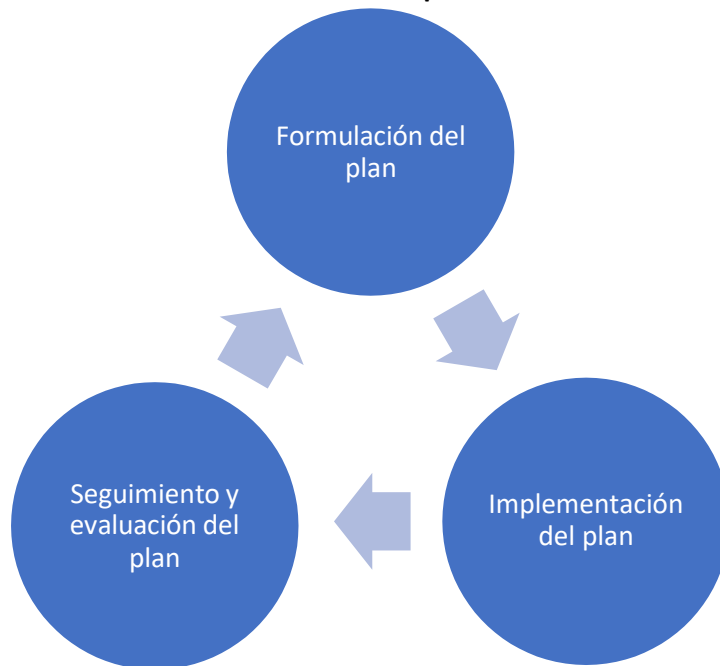 Formulación del
plan
Implementación
del plan
Seguimiento y
evaluación del
plan